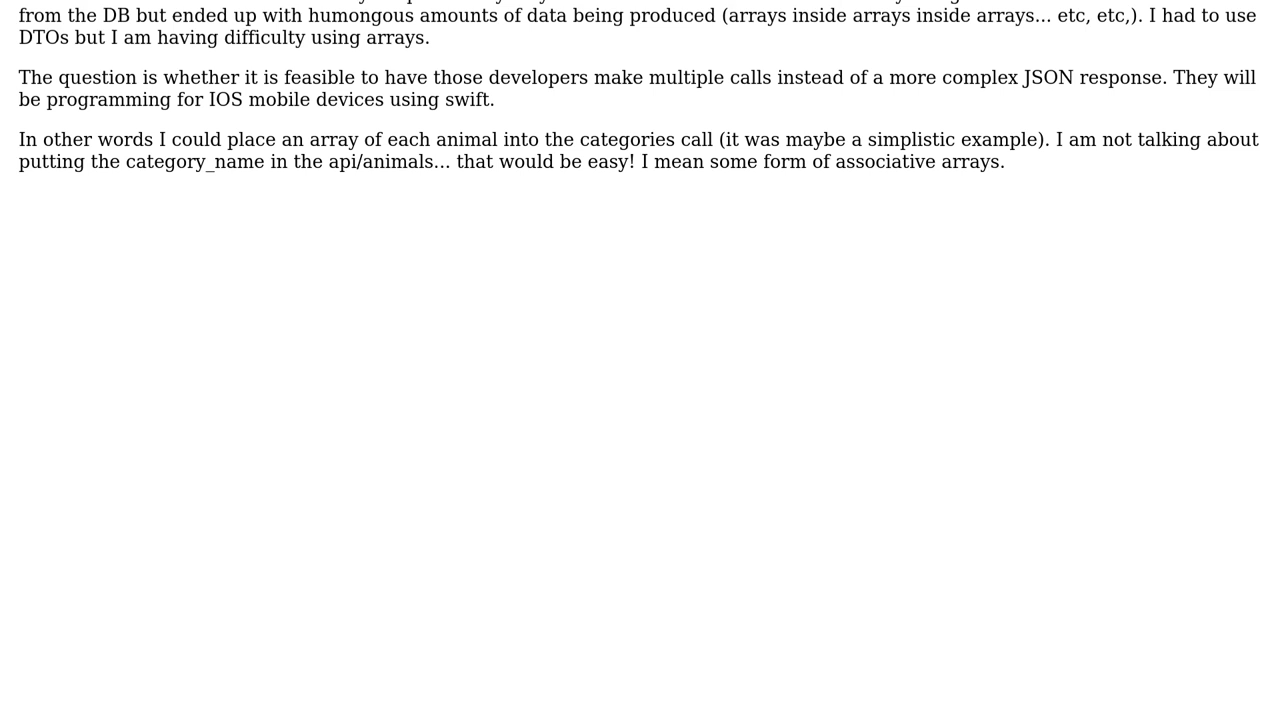 from the DB but ended up with humongous amounts of data being produced (arrays inside arrays inside arrays... etc, etc,). I had to use
DTOs but I am having difficulty using arrays.
The question is whether it is feasible to have those developers make multiple calls instead of a more complex JSON response. They will
be programming for IOS mobile devices using swift.
In other words I could place an array of each animal into the categories call (it was maybe a simplistic example). I am not talking about
putting the category_name in the api/animals... that would be easy! I mean some form of associative arrays.